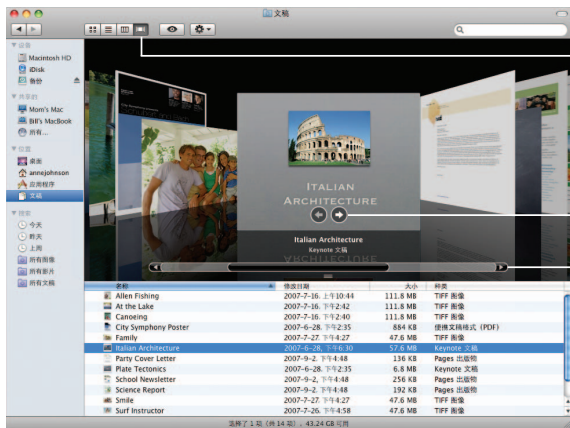 文稿
设备
Macintosh HD
iDisk
备份
共享的
Mom's Mac
Bill's MacBook
所有...
位置
桌面
annejohnson
应用程序
文稿
搜索
今天
昨天
上周
所有图像
所有影片
所有文稿
ITALIAN
ARCHITECTURE
Italian Architecture
Keynote 文稿
名称 修改日期 大小 种类
Allen Fishing 2007-7-16, 上午10:44 111.8 MB TIFF 图像
At the Lake 2007-7-16, 下午2:42 111.8 MB TIFF 图像
Canoeing 2007-7-16, 下午2:40 111.8 MB TIFF 图像
City Symphony Poster 2007-6-28, 下午2:35 884 KB 便携文稿格式 (PDF)
Family 2007-7-27, 下午4:27 47.6 MB TIFF 图像
Italian Architecture 2007-6-28, 下午6:30 57.6 MB Keynote 文稿
Party Cover Letter 2007-9-2, 下午4:48 136 KB Pages 出版物
Plate Tectonics 2007-6-28, 下午2:35 6.8 MB Keynote 文稿
School Newsletter 2007-9-2, 下午4:48 256 KB Pages 出版物
Science Report 2007-9-2, 下午4:48 192 KB Pages 出版物
Smile 2007-7-27, 下午4:27 47.6 MB TIFF 图像
Surf Instructor 2007-7-26, 下午4:58 47.6 MB TIFF 图像
选择了 1 项（共 14 项），43.24 GB 可用